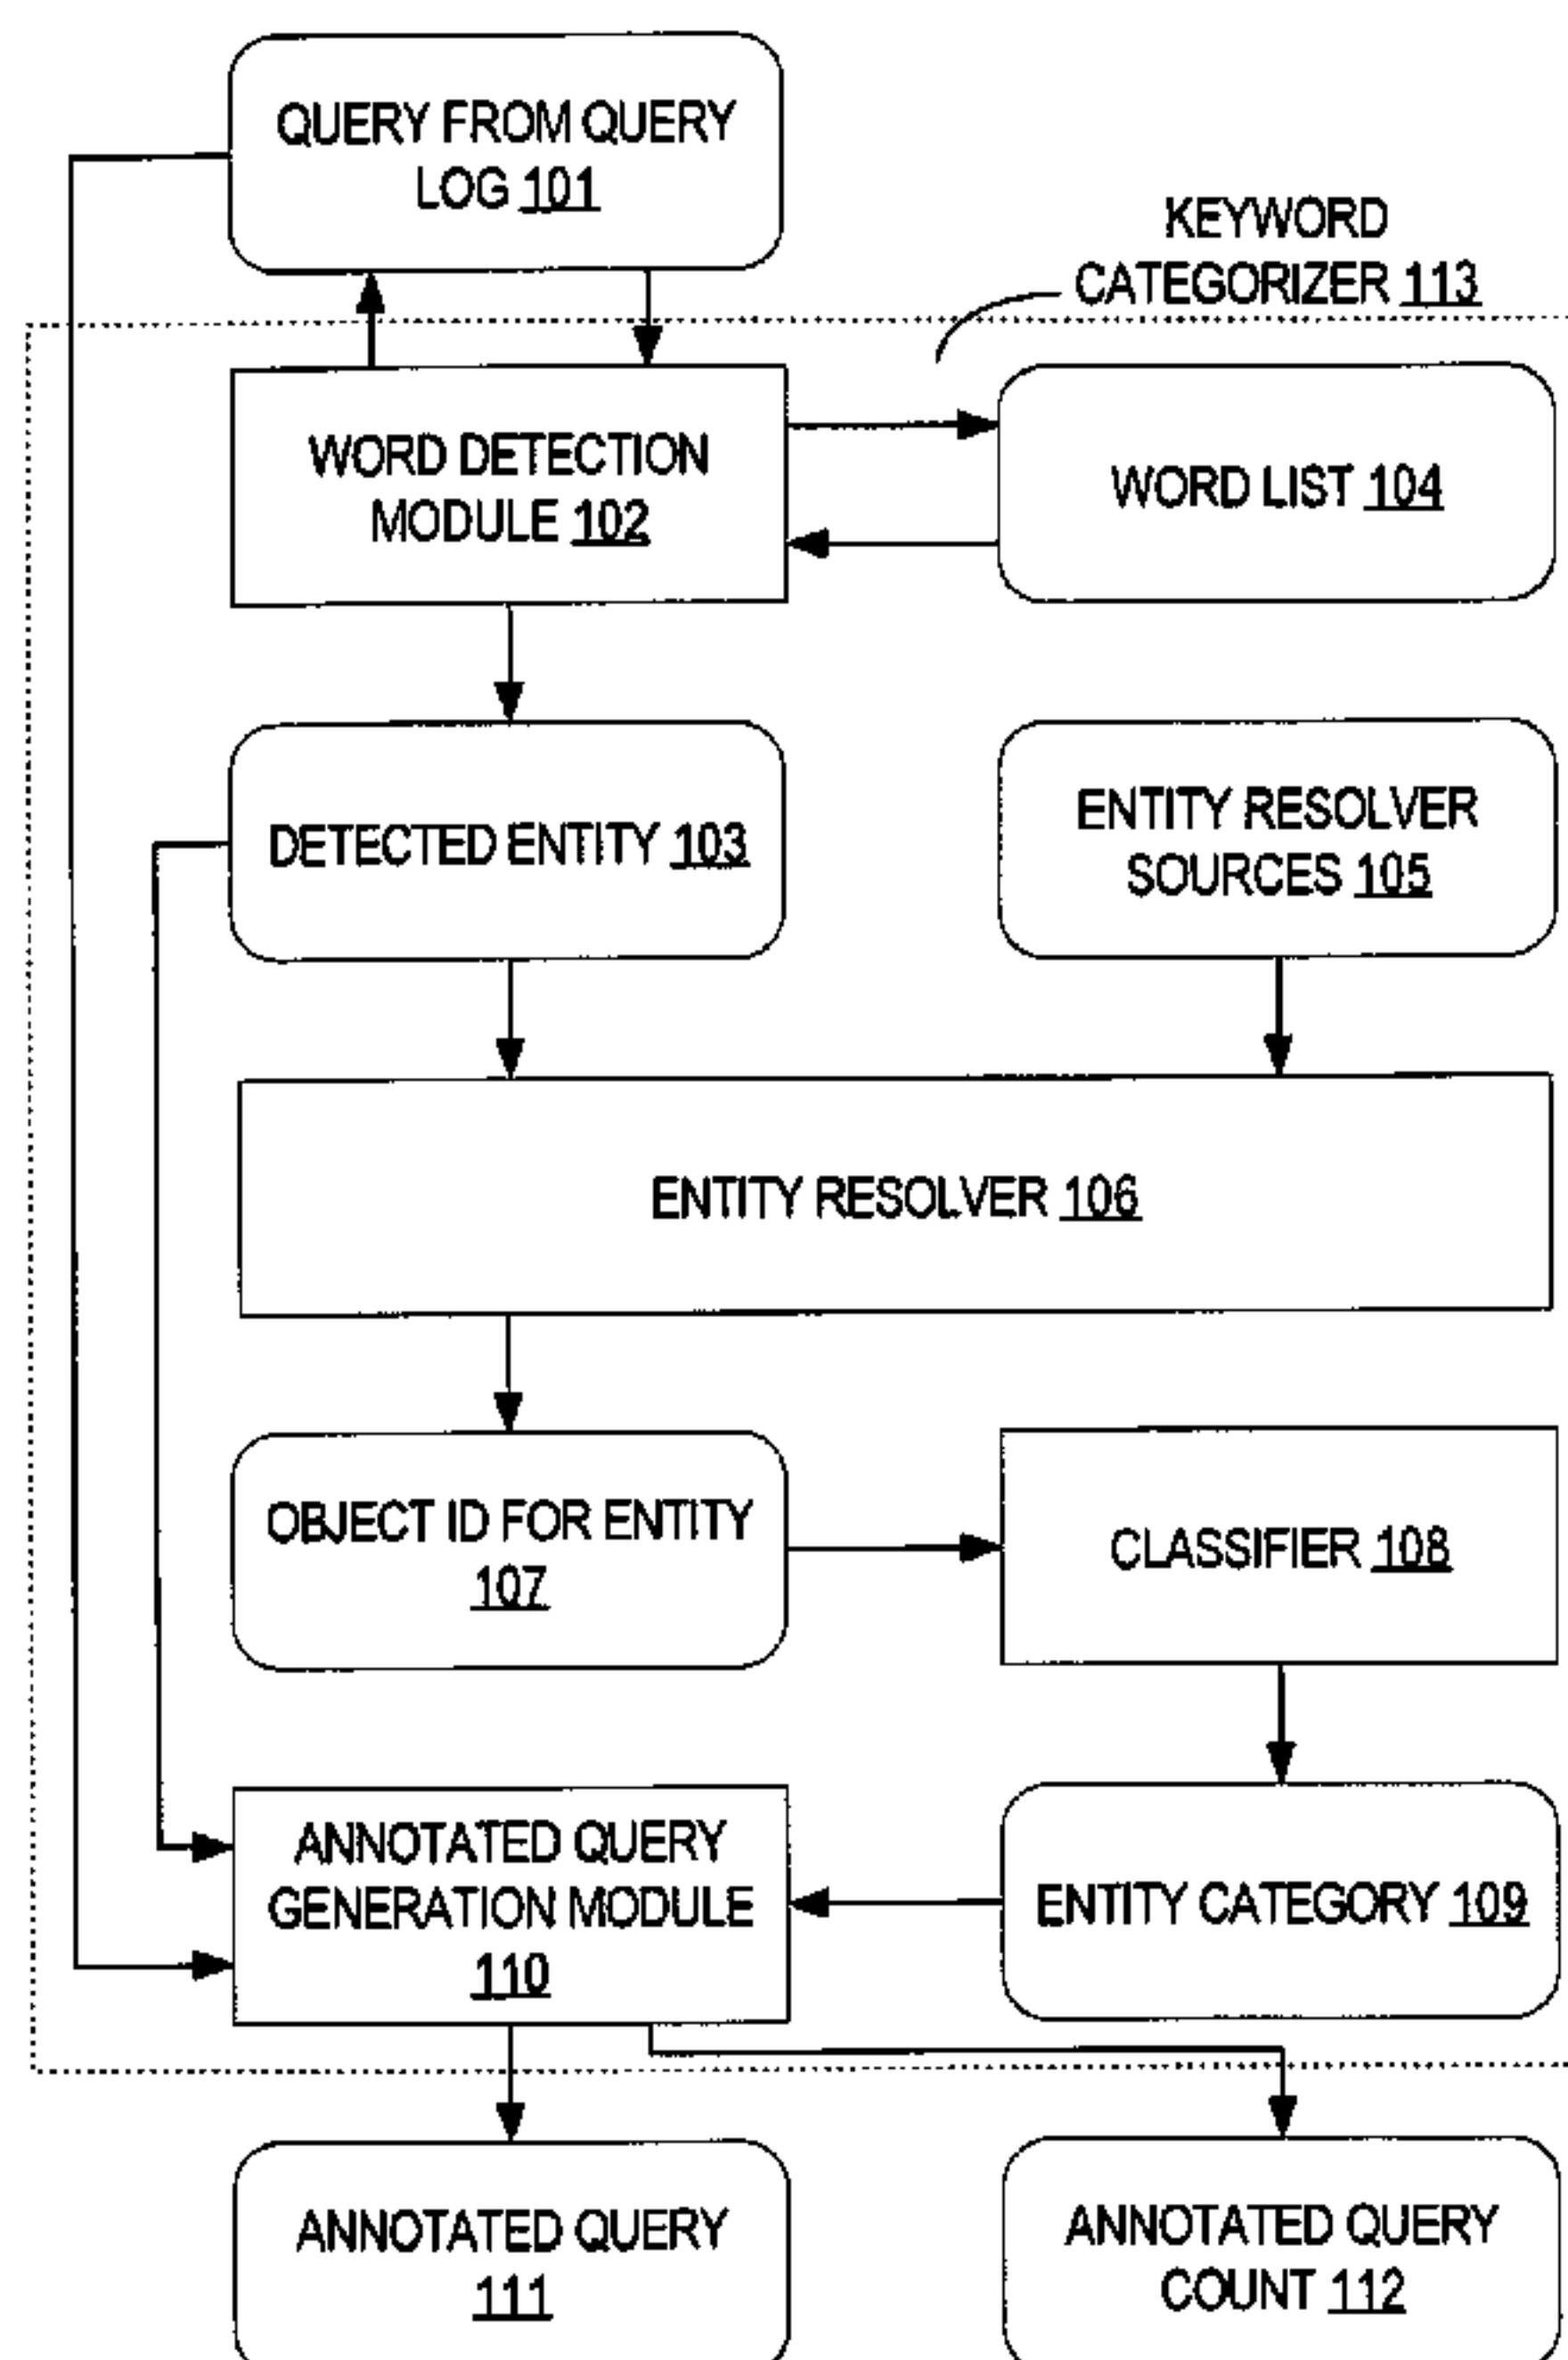 QUERY FROM QUERY
LOG 101
KEYWORD
CATEGORIZER 113
WORD DETECTION
MODULE 102
WORD LIST 104
DETECTED ENTITY 103
ENTITY RESOLVER
SOURCES 105
ENTITY RESOLVER 106
OBJECT ID FOR ENTITY
107
CLASSIFIER 108
ANNOTATED QUERY
GENERATION MODULE
110
ENTITY CATEGORY 109
ANNOTATED QUERY
111
ANNOTATED QUERY
COUNT 112